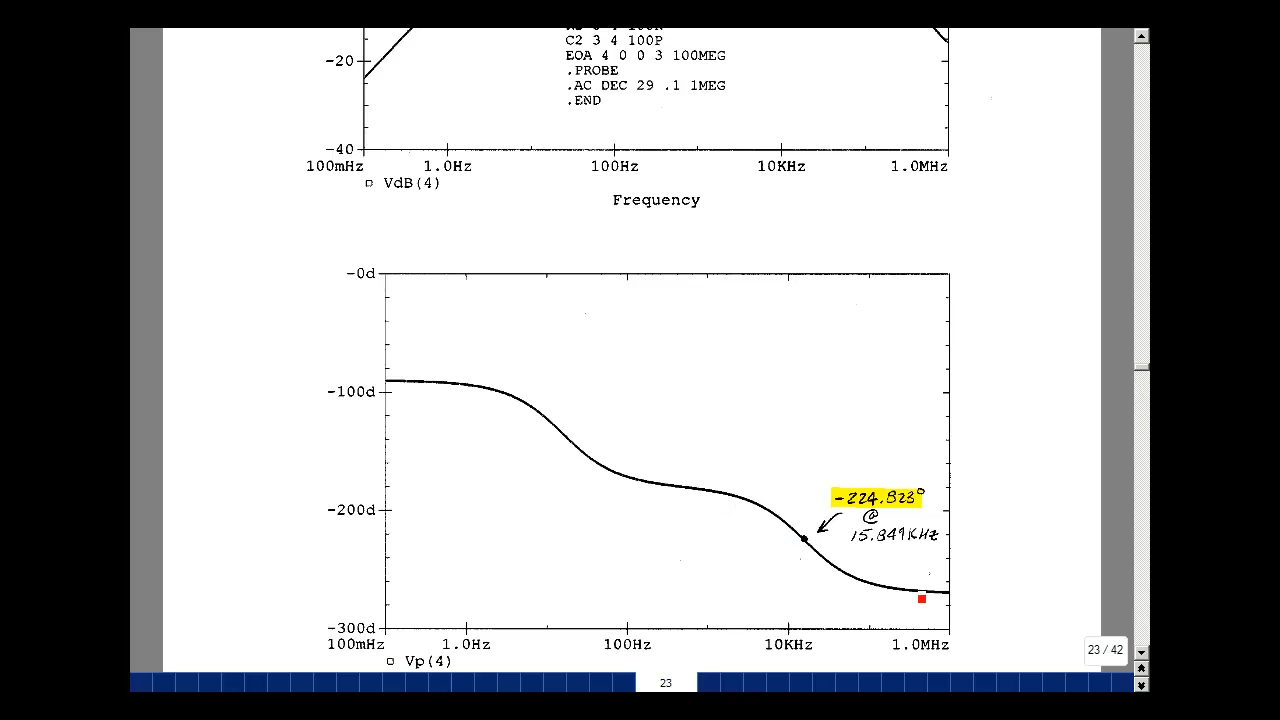 -20
C2 3 4 100P
EOA 4 0 0 3 100MEG
.PROBE
.AC DEC 29 .1 1MEG
.END
-40
100mHz 1.0Hz 100Hz 10KHz 1.0MHz
VdB(4)
Frequency
-0d
-100d
-200d
-224.823°
@
15.849KHz
-300d
100mHz 1.0Hz 100Hz 10KHz 1.0MHz
Vp(4)
23 / 42
23